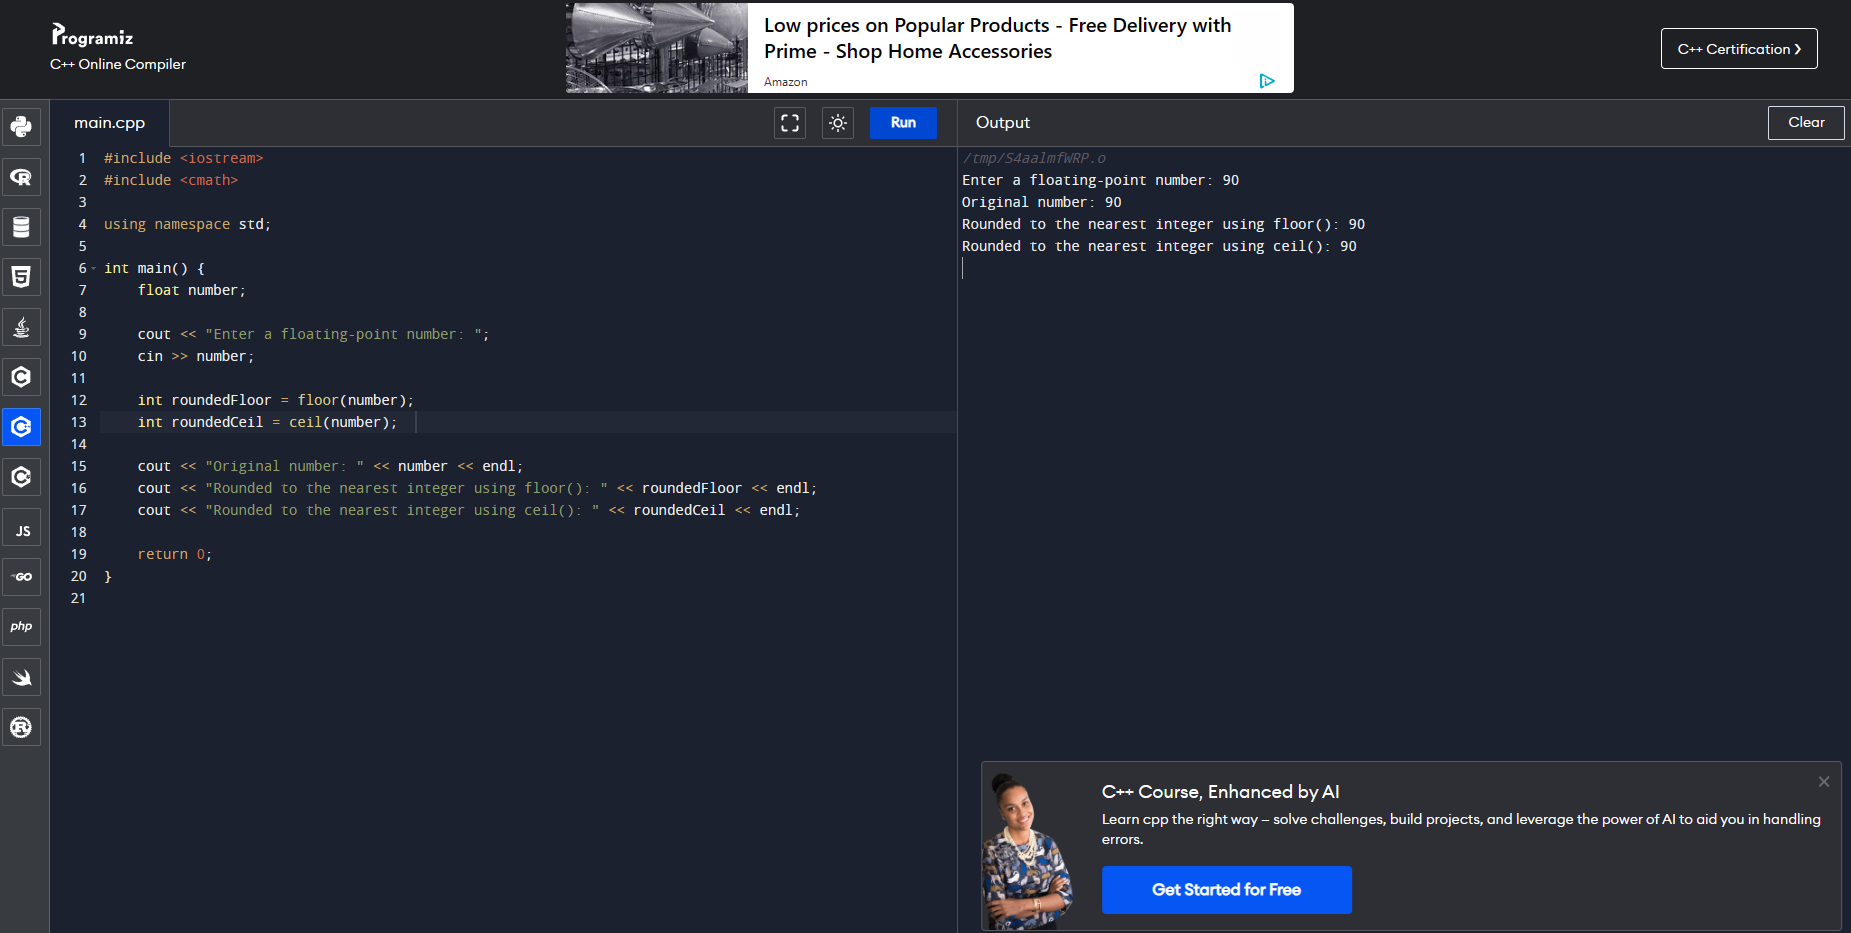 Programiz
C++ Online Compiler
Low prices on Popular Products - Free Delivery with
Prime - Shop Home Accessories
Amazon
C++ Certification ❯
main.cpp
Run
Output
Clear
1 #include <iostream>
2 #include <cmath>
3
4 using namespace std;
5
6 int main() {
7 float number;
8
9 cout << "Enter a floating-point number: ";
10 cin >> number;
11
12 int roundedFloor = floor(number);
13 int roundedCeil = ceil(number);
14
15 cout << "Original number: " << number << endl;
16 cout << "Rounded to the nearest integer using floor(): " << roundedFloor << endl;
17 cout << "Rounded to the nearest integer using ceil(): " << roundedCeil << endl;
18
19 return 0;
20 }
21
/tmp/S4aalmfWRP.o
Enter a floating-point number: 90
Original number: 90
Rounded to the nearest integer using floor(): 90
Rounded to the nearest integer using ceil(): 90
R
5
C
C
C
JS
GO
php
R
C++ Course, Enhanced by AI
Learn cpp the right way – solve challenges, build projects, and leverage the power of AI to aid you in handling
errors.
Get Started for Free